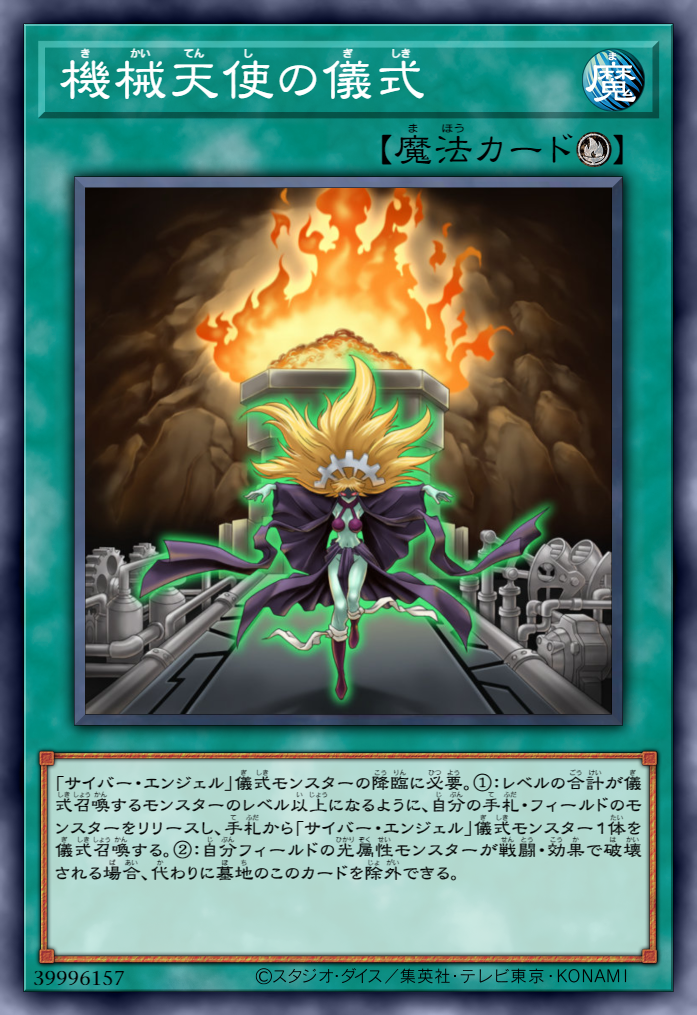 機械天使の儀式
魔
【魔法カード】
「サイバー・エンジェル」儀式モンスターの降臨に必要。①:レベルの合計が儀
式召喚するモンスターのレベル以上になるように、自分の手札・フィールドのモ
ンスターをリリースし、手札から「サイバー・エンジェル」儀式モンスター1体を
儀式召喚する。②:自分フィールドの光属性モンスターが戦闘・効果で破壊
される場合、代わりに墓地のこのカードを除外できる。
39996157
©スタジオ・ダイス/集英社・テレビ東京・KONAMI